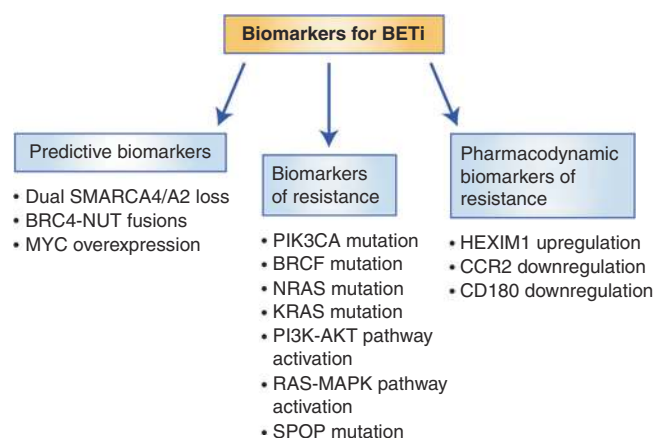 Biomarkers for BETi
Predictive biomarkers
• Dual SMARCA4/A2 loss
• BRC4-NUT fusions
• MYC overexpression
Biomarkers
of resistance
• PIK3CA mutation
• BRCF mutation
• NRAS mutation
• KRAS mutation
• PI3K-AKT pathway
activation
• RAS-MAPK pathway
activation
• SPOP mutation
Pharmacodynamic
biomarkers of
resistance
• HEXIM1 upregulation
• CCR2 downregulation
• CD180 downregulation